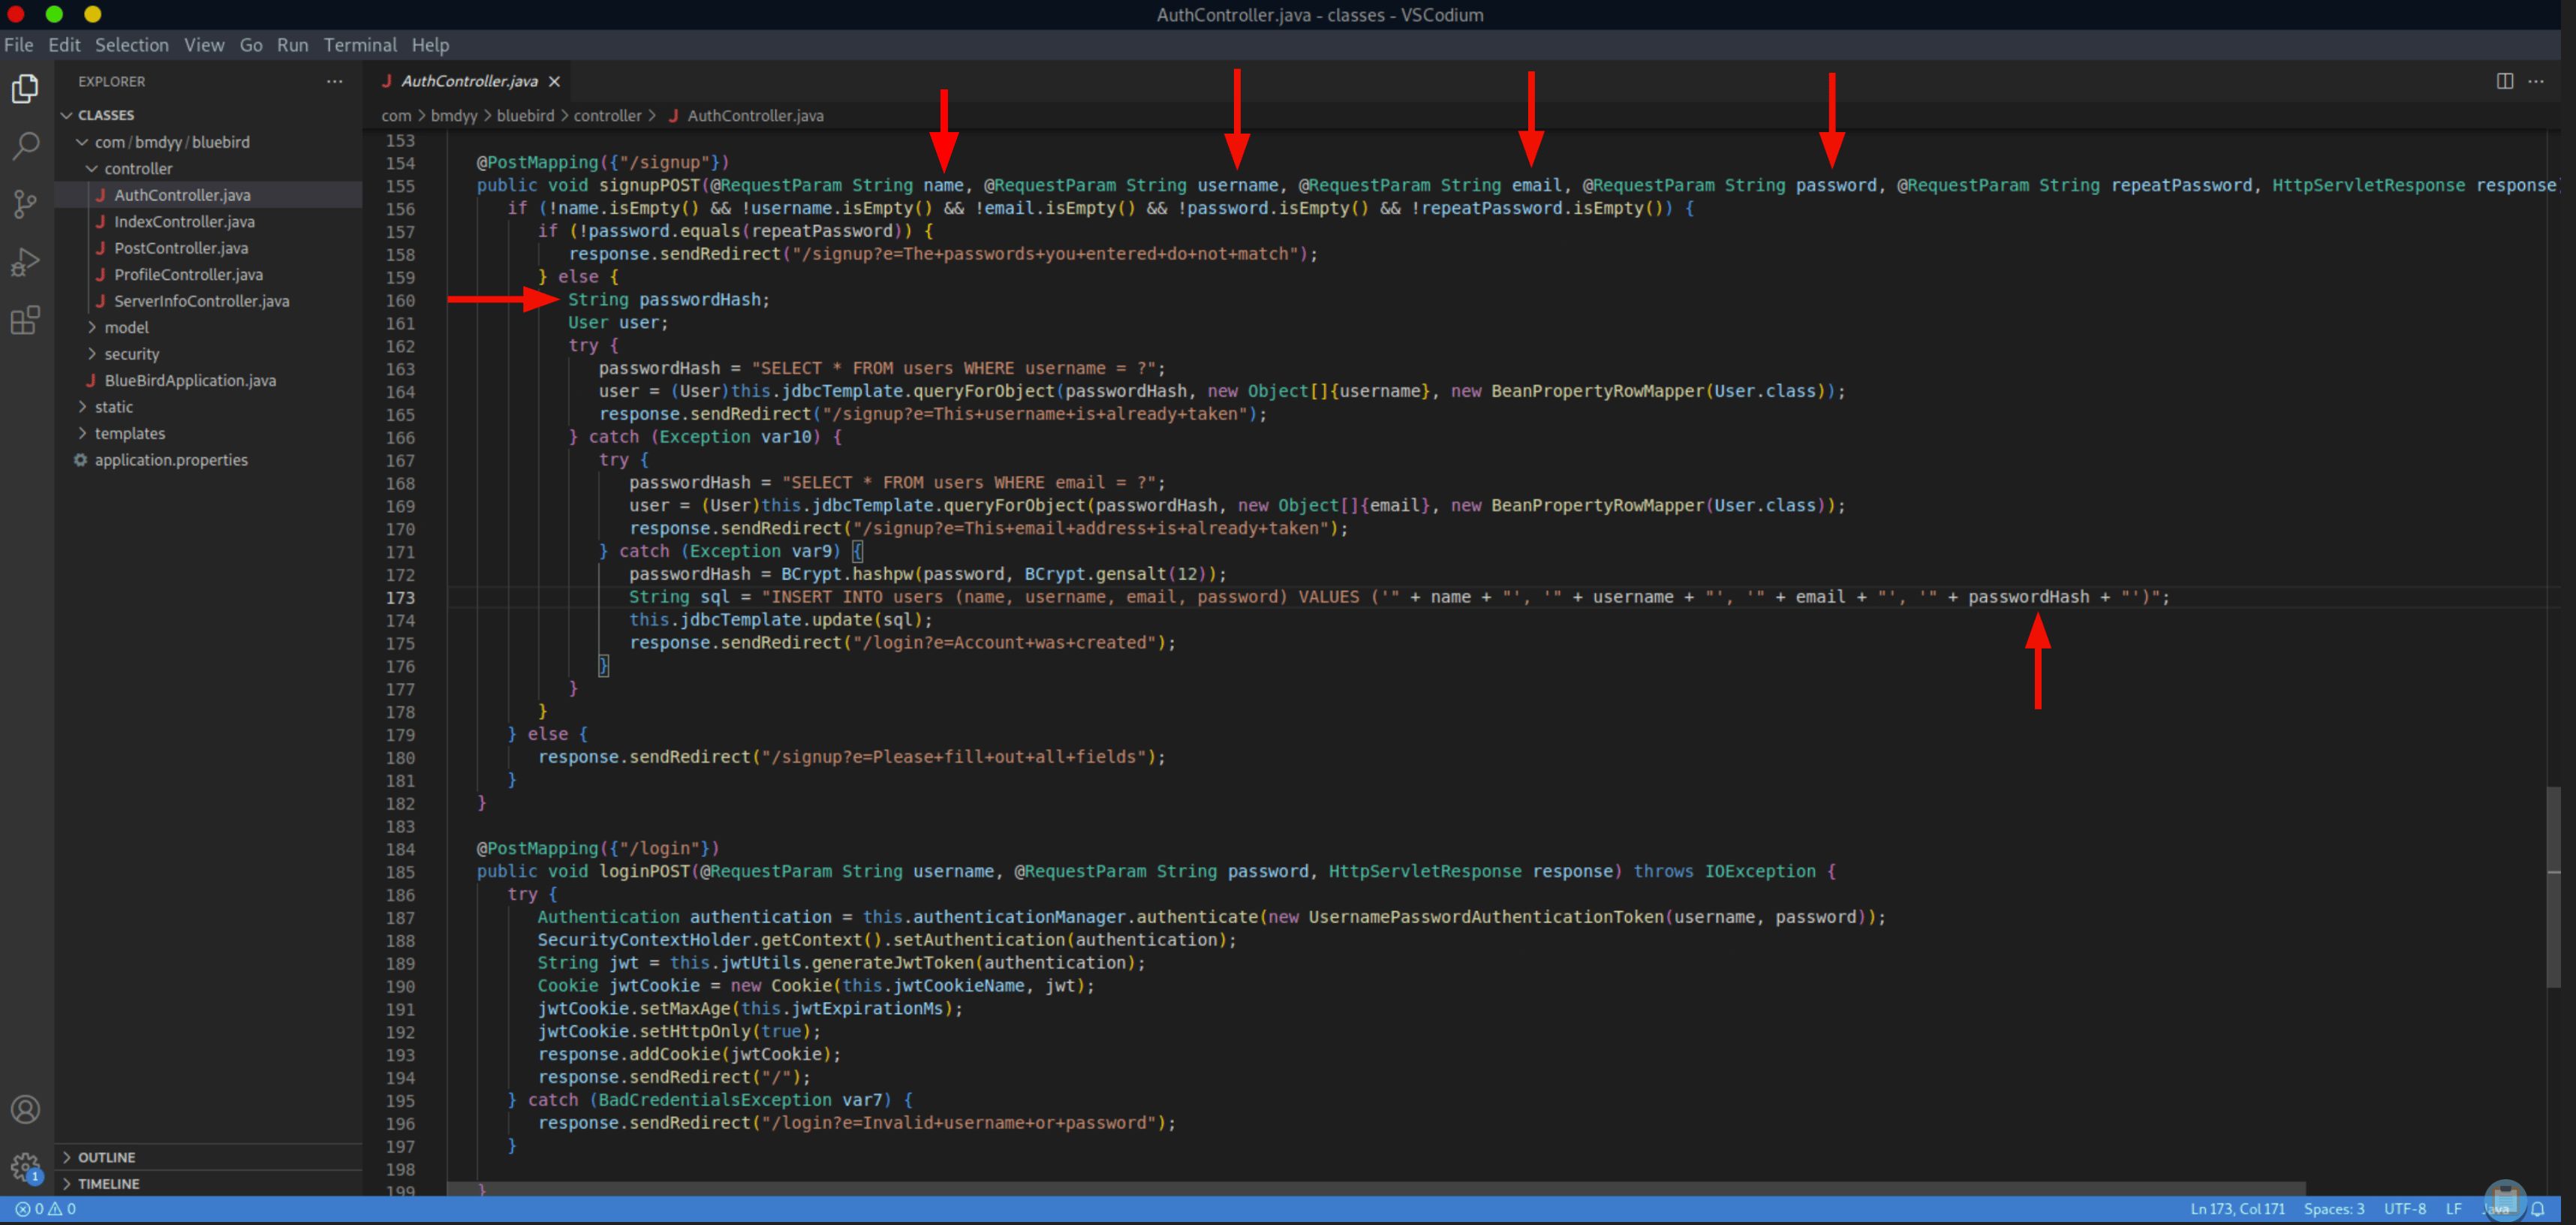 AuthController.java - classes - VSCodium
File Edit Selection View Go Run Terminal Help
EXPLORER
AuthController.java
CLASSES
com > bmdyy > bluebird > controller > J AuthController.java
com / bmdyy / bluebird
controller
J AuthController.java
J IndexController.java
J PostController.java
J ProfileController.java
J ServerInfoController.java
model
security
J BlueBirdApplication.java
static
templates
application.properties
OUTLINE
TIMELINE
153
154 @PostMapping({"/signup"})
155 public void signupPOST(@RequestParam String name, @RequestParam String username, @RequestParam String email, @RequestParam String password, @RequestParam String repeatPassword, HttpServletResponse response
156 if (!name.isEmpty() && !username.isEmpty() && !email.isEmpty() && !password.isEmpty() && !repeatPassword.isEmpty()) {
157 if (!password.equals(repeatPassword)) {
158 response.sendRedirect("/signup?e=The+passwords+you+entered+do+not+match");
159 } else {
160 String passwordHash;
161 User user;
162 try {
163 passwordHash = "SELECT * FROM users WHERE username = ?";
164 user = (User)this.jdbcTemplate.queryForObject(passwordHash, new Object[]{username}, new BeanPropertyRowMapper(User.class));
165 response.sendRedirect("/signup?e=This+username+is+already+taken");
166 } catch (Exception var10) {
167 try {
168 passwordHash = "SELECT * FROM users WHERE email = ?";
169 user = (User)this.jdbcTemplate.queryForObject(passwordHash, new Object[]{email}, new BeanPropertyRowMapper(User.class));
170 response.sendRedirect("/signup?e=This+email+address+is+already+taken");
171 } catch (Exception var9) {
172 passwordHash = BCrypt.hashpw(password, BCrypt.gensalt(12));
173 String sql = "INSERT INTO users (name, username, email, password) VALUES ('" + name + "', '" + username + "', '" + email + "', '" + passwordHash + "')";
174 this.jdbcTemplate.update(sql);
175 response.sendRedirect("/login?e=Account+was+created");
176 }
177 }
178 }
179 } else {
180 response.sendRedirect("/signup?e=Please+fill+out+all+fields");
181 }
182 }
183
184 @PostMapping({"/login"})
185 public void loginPOST(@RequestParam String username, @RequestParam String password, HttpServletResponse response) throws IOException {
186 try {
187 Authentication authentication = this.authenticationManager.authenticate(new UsernamePasswordAuthenticationToken(username, password));
188 SecurityContextHolder.getContext().setAuthentication(authentication);
189 String jwt = this.jwtUtils.generateJwtToken(authentication);
190 Cookie jwtCookie = new Cookie(this.jwtCookieName, jwt);
191 jwtCookie.setMaxAge(this.jwtExpirationMs);
192 jwtCookie.setHttpOnly(true);
193 response.addCookie(jwtCookie);
194 response.sendRedirect("/");
195 } catch (BadCredentialsException var7) {
196 response.sendRedirect("/login?e=Invalid+username+or+password");
197 }
198
199 }
1
0 0
Ln 173, Col 171 Spaces: 3 UTF-8 LF Java